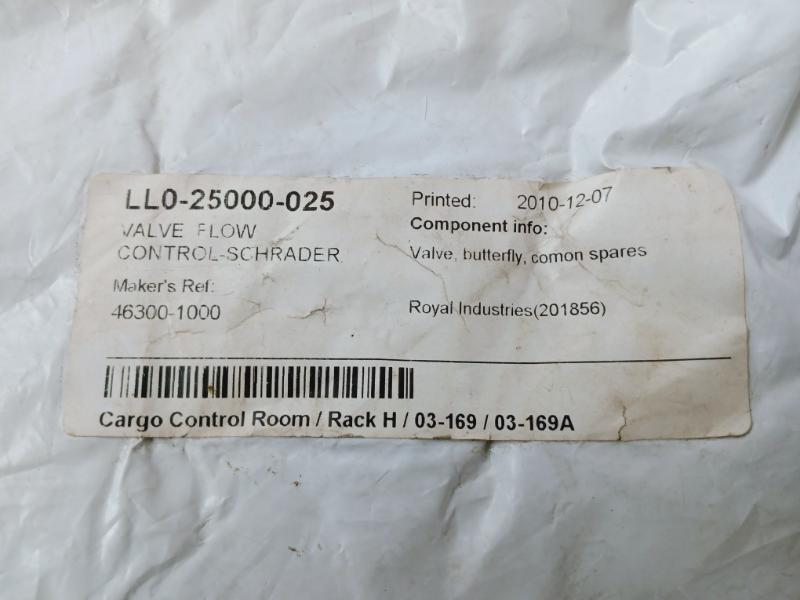 LL0-25000-025
VALVE FLOW
CONTROL-SCHRADER
Maker's Ref:
46300-1000
Printed: 2010-12-07
Component info:
Valve, butterfly, comon spares
Royal Industries(201856)
Cargo Control Room / Rack H / 03-169 / 03-169A